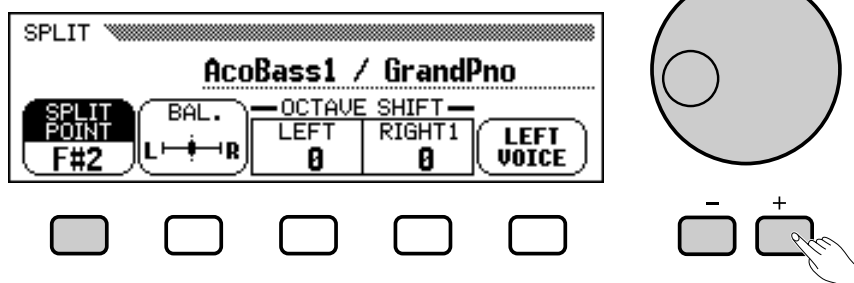 SPLIT
AcoBass1 / GrandPno
SPLIT POINT
F#2
BAL.
L R
OCTAVE SHIFT
LEFT
0
RIGHT1
0
LEFT VOICE
− +